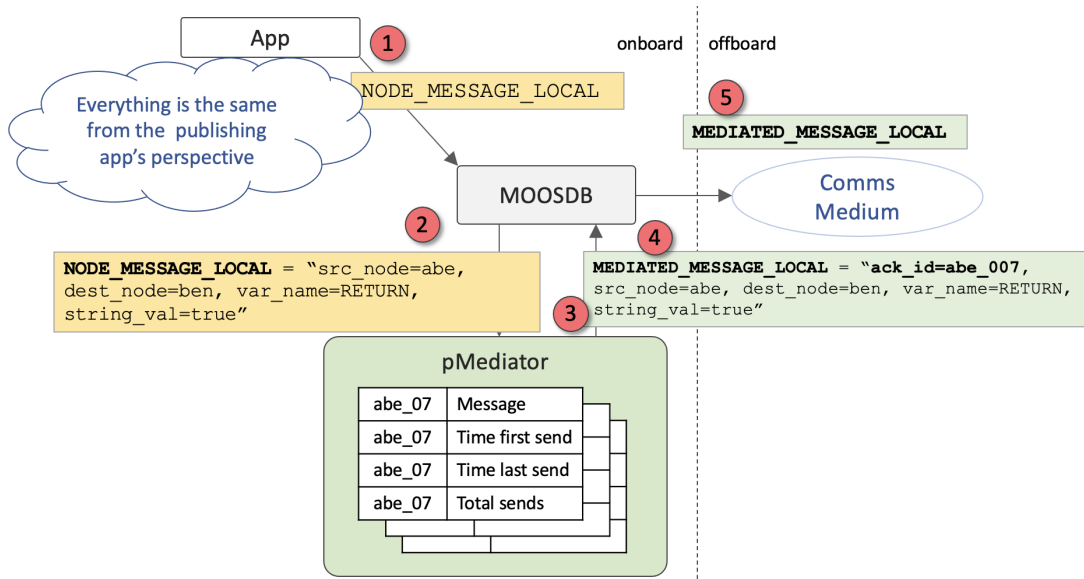 App
1
onboard
offboard
NODE_MESSAGE_LOCAL
Everything is the same
from the publishing
app's perspective
5
MEDIATED_MESSAGE_LOCAL
MOOSDB
Comms
Medium
2
4
NODE_MESSAGE_LOCAL = “src_node=abe,
dest_node=ben, var_name=RETURN,
string_val=true”
MEDIATED_MESSAGE_LOCAL = “ack_id=abe_007,
src_node=abe, dest_node=ben, var_name=RETURN,
string_val=true”
3
pMediator
abe_07 Message
abe_07 Time first send
abe_07 Time last send
abe_07 Total sends